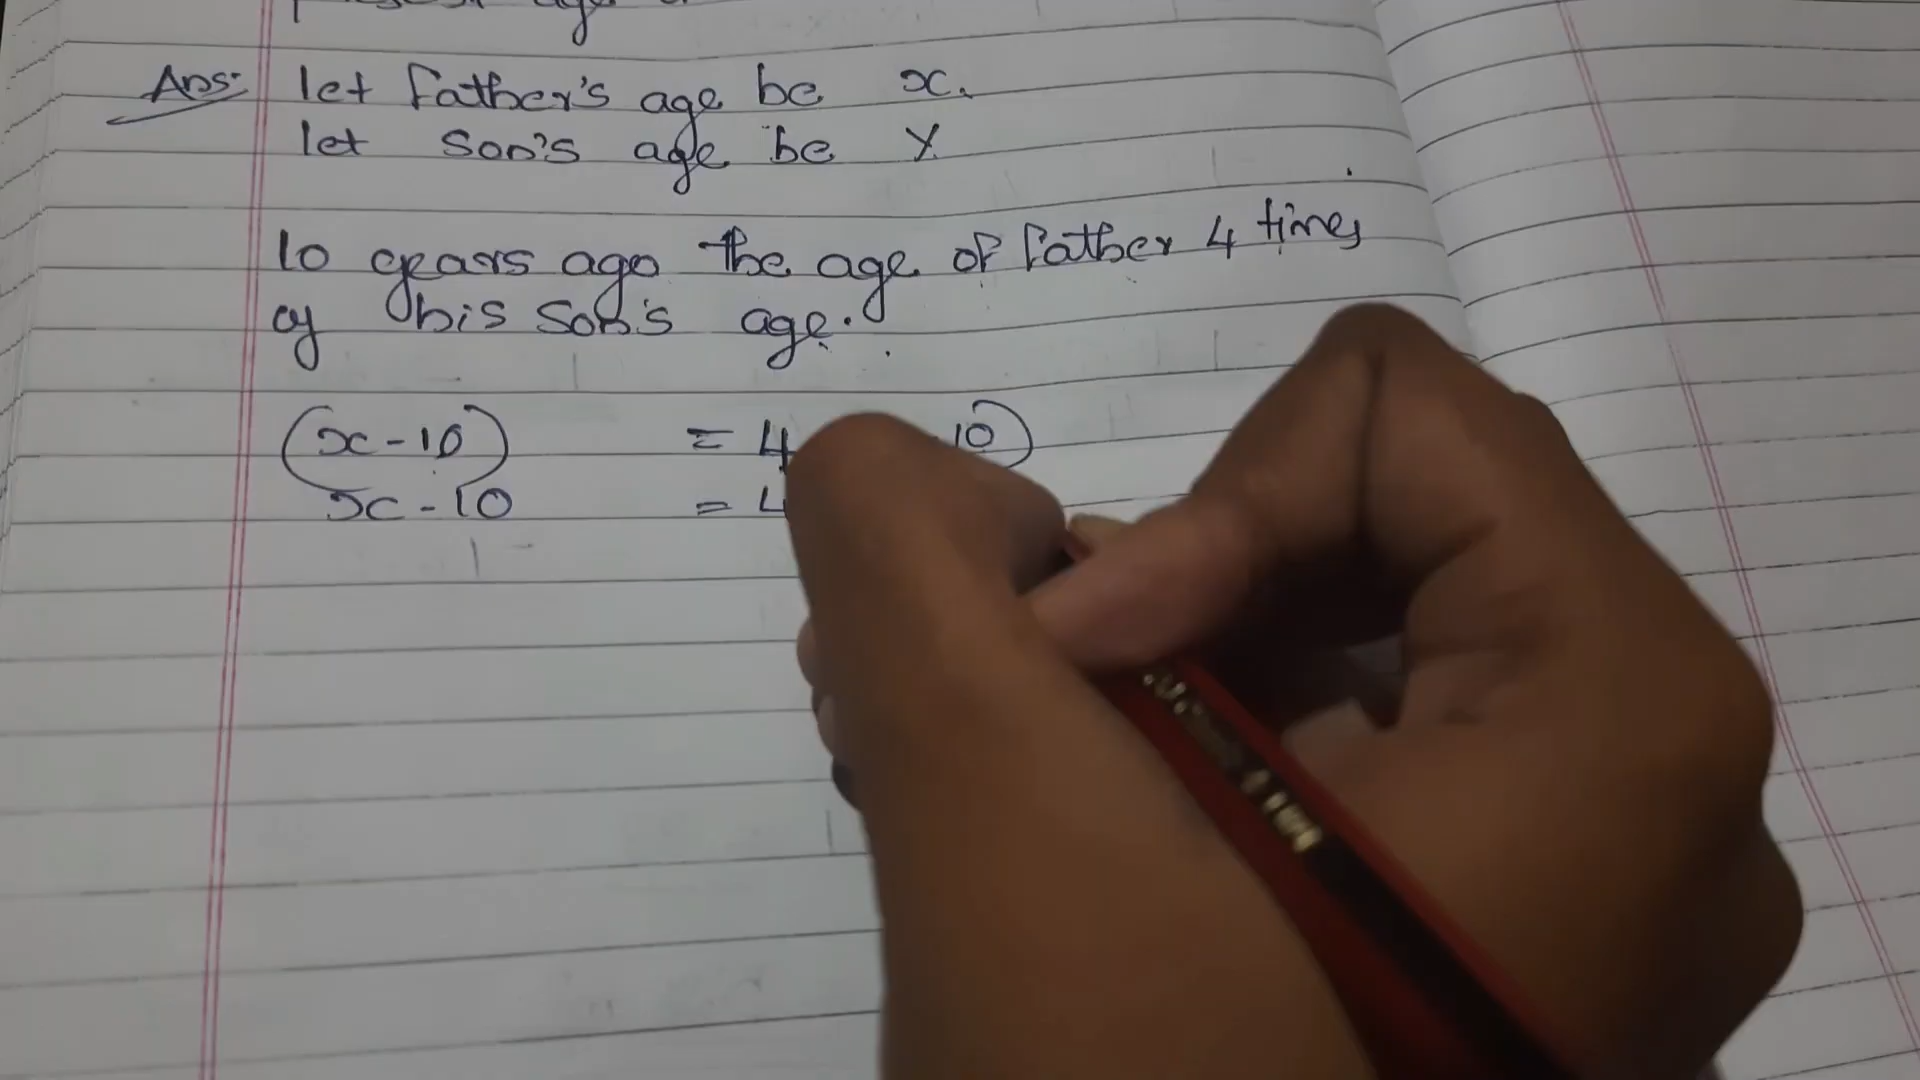 Ans: let father's age be x.
let son's age be y
10 years ago the age of father 4 times
of his son's age.
(x-10) = 4 10)
x-10 = 4